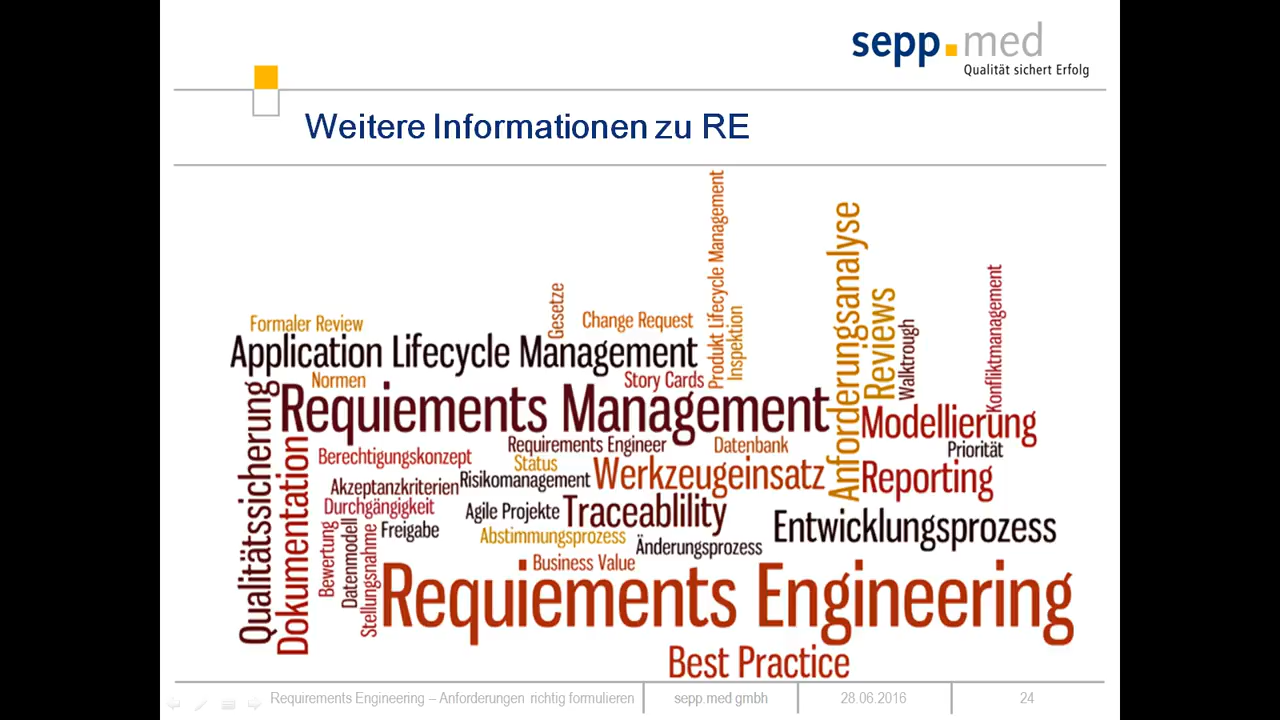 sepp.med
Qualität sichert Erfolg
Weitere Informationen zu RE
Produkt Lifecycle Management
Anforderungsanalyse
Konfliktmanagement
Gesetze
Reviews
Inspektion
Change Request
Formaler Review
Walktrough
Application Lifecycle Management
Normen
Story Cards
Qualitätssicherung
Requiements Management
Modellierung
Dokumentation
Requirements Engineer
Datenbank
Priorität
Berechtigungskonzept
Status
Werkzeugeinsatz
Reporting
Akzeptanzkriterien
Risikomanagement
Durchgängigkeit
Agile Projekte
Traceablility
Entwicklungsprozess
Bewertung
Datenmodell
Stellungsnahme
Freigabe
Abstimmungsprozess
Änderungsprozess
Business Value
Requiements Engineering
Best Practice
Requirements Engineering – Anforderungen richtig formulieren
sepp.med gmbh
28.06.2016
24